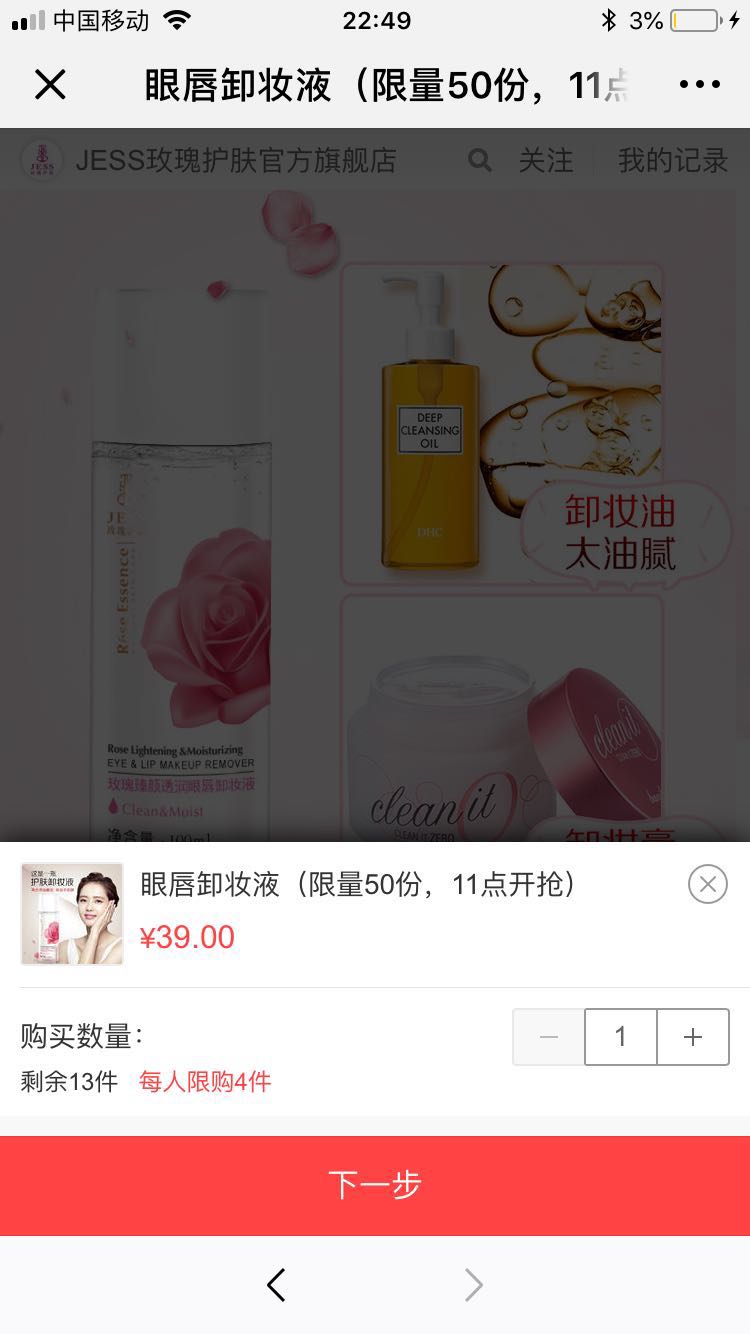 中国移动
22:49
3%
眼唇卸妆液（限量50份，11点
JESS玫瑰护肤官方旗舰店
关注
我的记录
DEEP
CLEANSING
OIL
DHC
卸妆油
太油腻
Rose Essence
Rose Lightening &Moisturizing
EYE & LIP MAKEUP REMOVER
玫瑰臻颜透润眼唇卸妆液
Clean&Moist
净含量：100ml
clean it
CLEAN IT ZERO
clean it
卸妆膏
这是一瓶
护肤卸妆液
眼唇卸妆液（限量50份，11点开抢）
¥39.00
购买数量：
1
剩余13件 每人限购4件
下一步